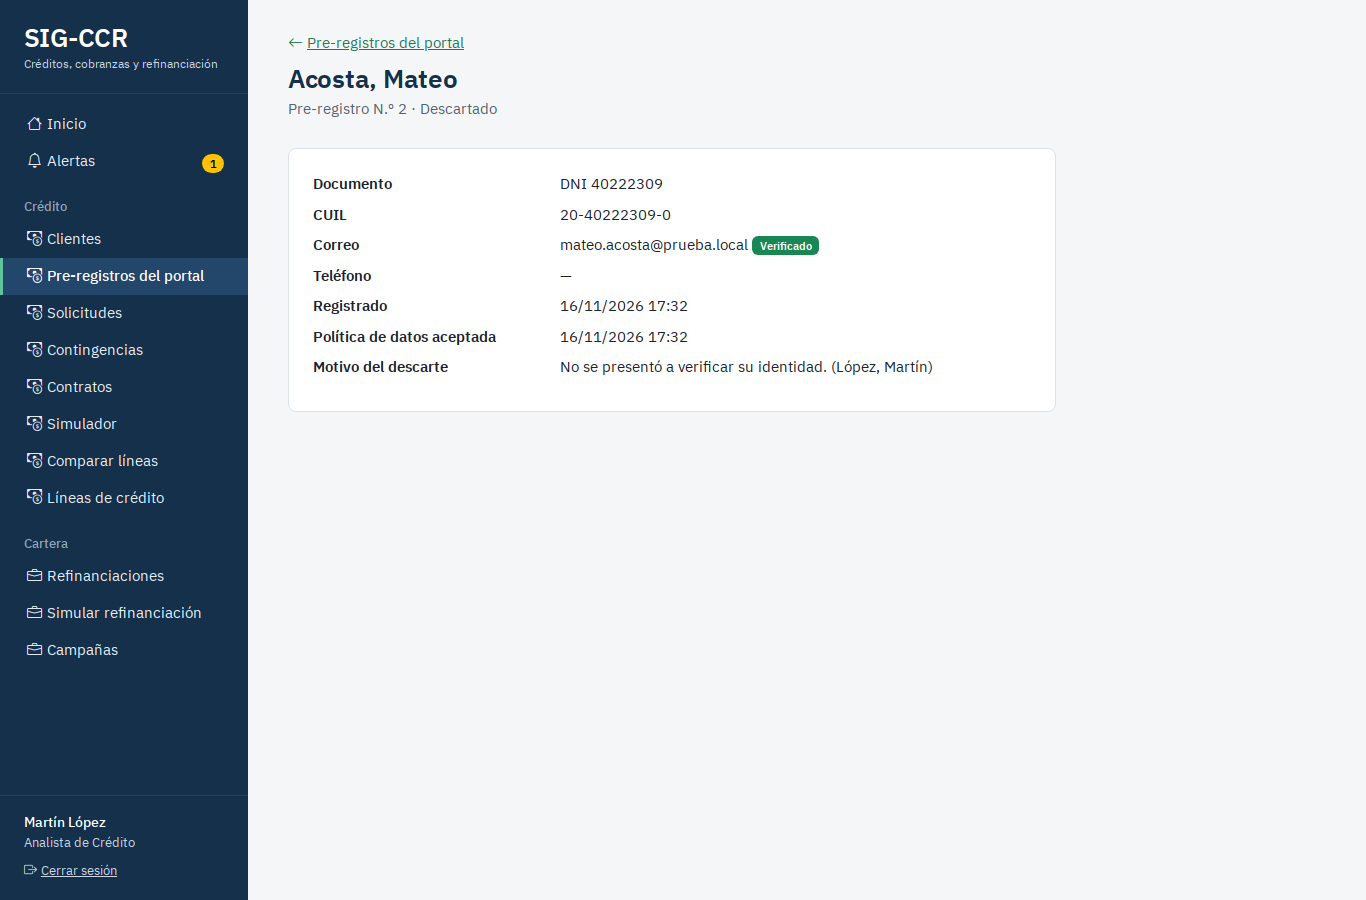 SIG-CCR
Créditos, cobranzas y refinanciación
Inicio
Alertas 1
Crédito
Clientes
Pre-registros del portal
Solicitudes
Contingencias
Contratos
Simulador
Comparar líneas
Líneas de crédito
Cartera
Refinanciaciones
Simular refinanciación
Campañas
Martín López
Analista de Crédito
Cerrar sesión
← Pre-registros del portal
Acosta, Mateo
Pre-registro N.º 2 · Descartado
Documento DNI 40222309
CUIL 20-40222309-0
Correo mateo.acosta@prueba.local Verificado
Teléfono —
Registrado 16/11/2026 17:32
Política de datos aceptada 16/11/2026 17:32
Motivo del descarte No se presentó a verificar su identidad. (López, Martín)